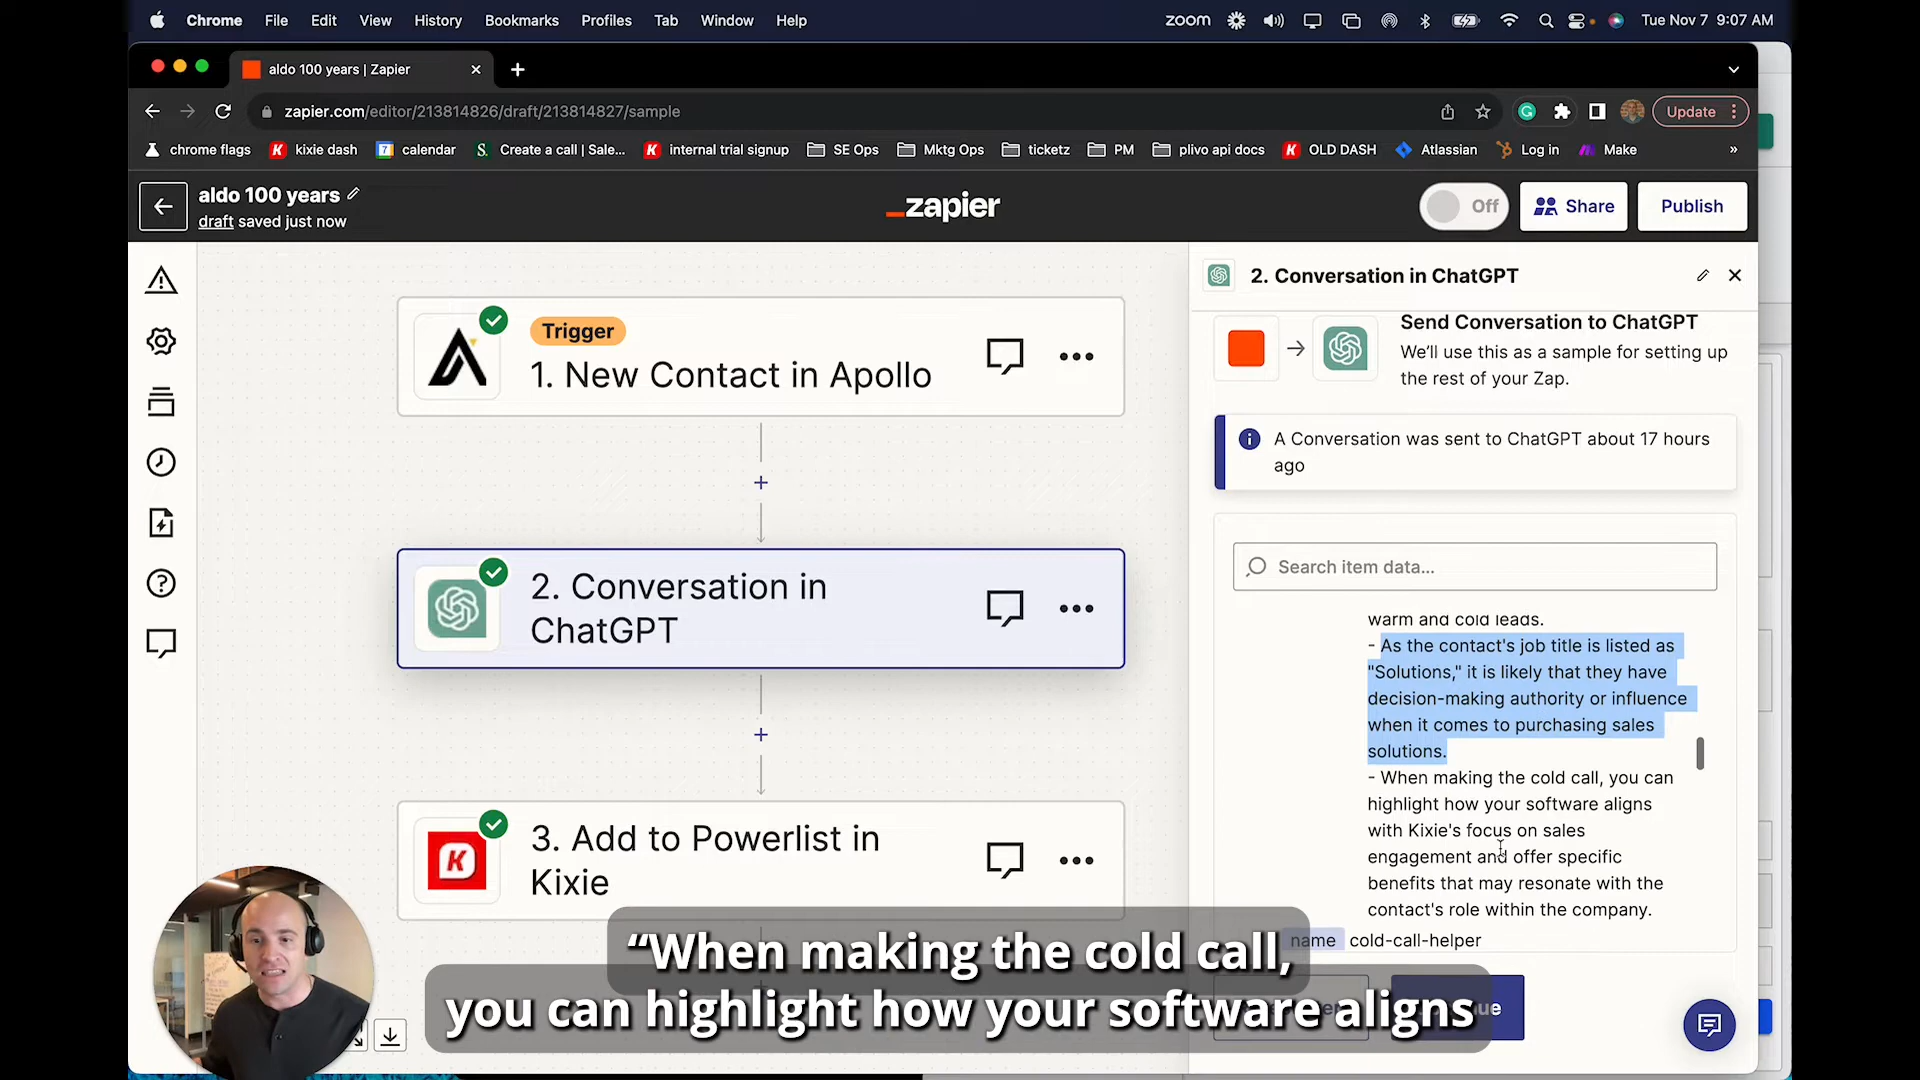 Chrome File Edit View History Bookmarks Profiles Tab Window Help zoom Tue Nov 7 9:07 AM
aldo 100 years | Zapier
zapier.com/editor/213814826/draft/213814827/sample Update
chrome flags kixie dash 7 calendar S. Create a call | Sale... internal trial signup SE Ops Mktg Ops ticketz PM plivo api docs OLD DASH Atlassian Log in Make »
aldo 100 years
draft saved just now
_zapier
Off Share Publish
Trigger
1. New Contact in Apollo
2. Conversation in
ChatGPT
3. Add to Powerlist in
Kixie
2. Conversation in ChatGPT
Send Conversation to ChatGPT
We'll use this as a sample for setting up
the rest of your Zap.
A Conversation was sent to ChatGPT about 17 hours
ago
Search item data...
warm and cold leads.
- As the contact's job title is listed as
"Solutions," it is likely that they have
decision-making authority or influence
when it comes to purchasing sales
solutions.
- When making the cold call, you can
highlight how your software aligns
with Kixie's focus on sales
engagement and offer specific
benefits that may resonate with the
contact's role within the company.
name cold-call-helper
“When making the cold call,
you can highlight how your software aligns